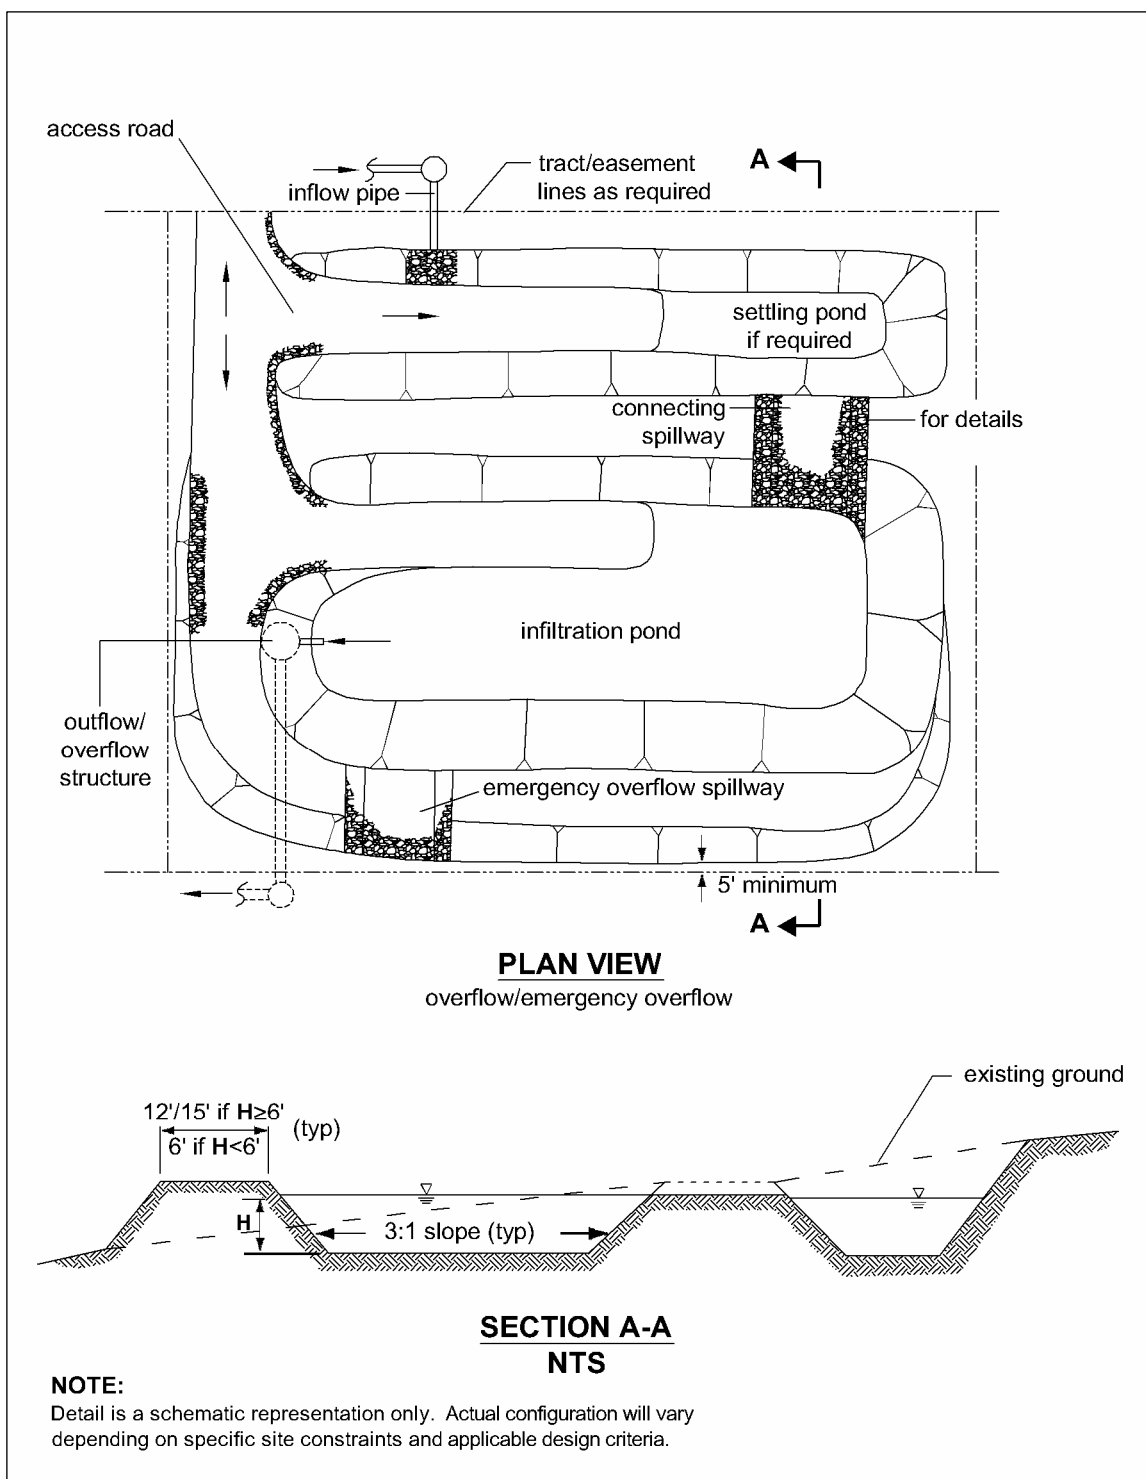 access road
inflow pipe
tract/easement
lines as required
A
settling pond
if required
connecting
spillway
for details
infiltration pond
outflow/
overflow
structure
emergency overflow spillway
5' minimum
A
PLAN VIEW
overflow/emergency overflow
existing ground
12'/15' if H≥6'
6' if H<6'
(typ)
H
3:1 slope (typ)
SECTION A-A
NTS
NOTE:
Detail is a schematic representation only. Actual configuration will vary
depending on specific site constraints and applicable design criteria.